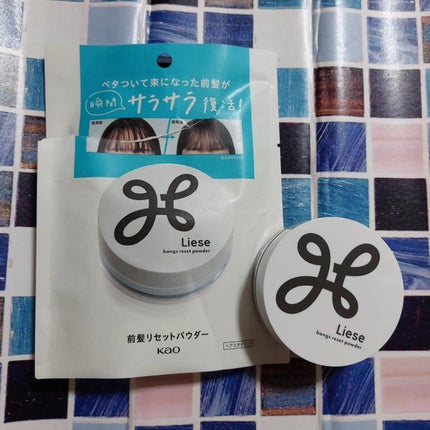 ペタついて束になった前髪が
瞬間 サラサラ 復活!
Liese
bangs reset powder
前髪リセットパウダー
Kao
ヘアスタイリング
Liese
bangs reset powder